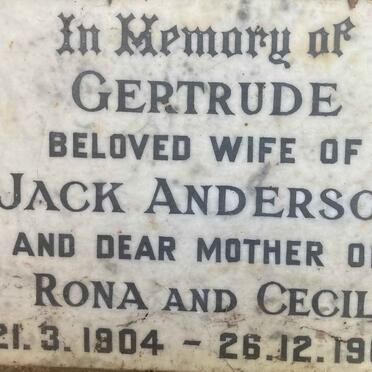 In Memory of
GERTRUDE
BELOVED WIFE OF
JACK ANDERSO
AND DEAR MOTHER O
RONA AND CECIL
21.3.1904 - 26.12.19